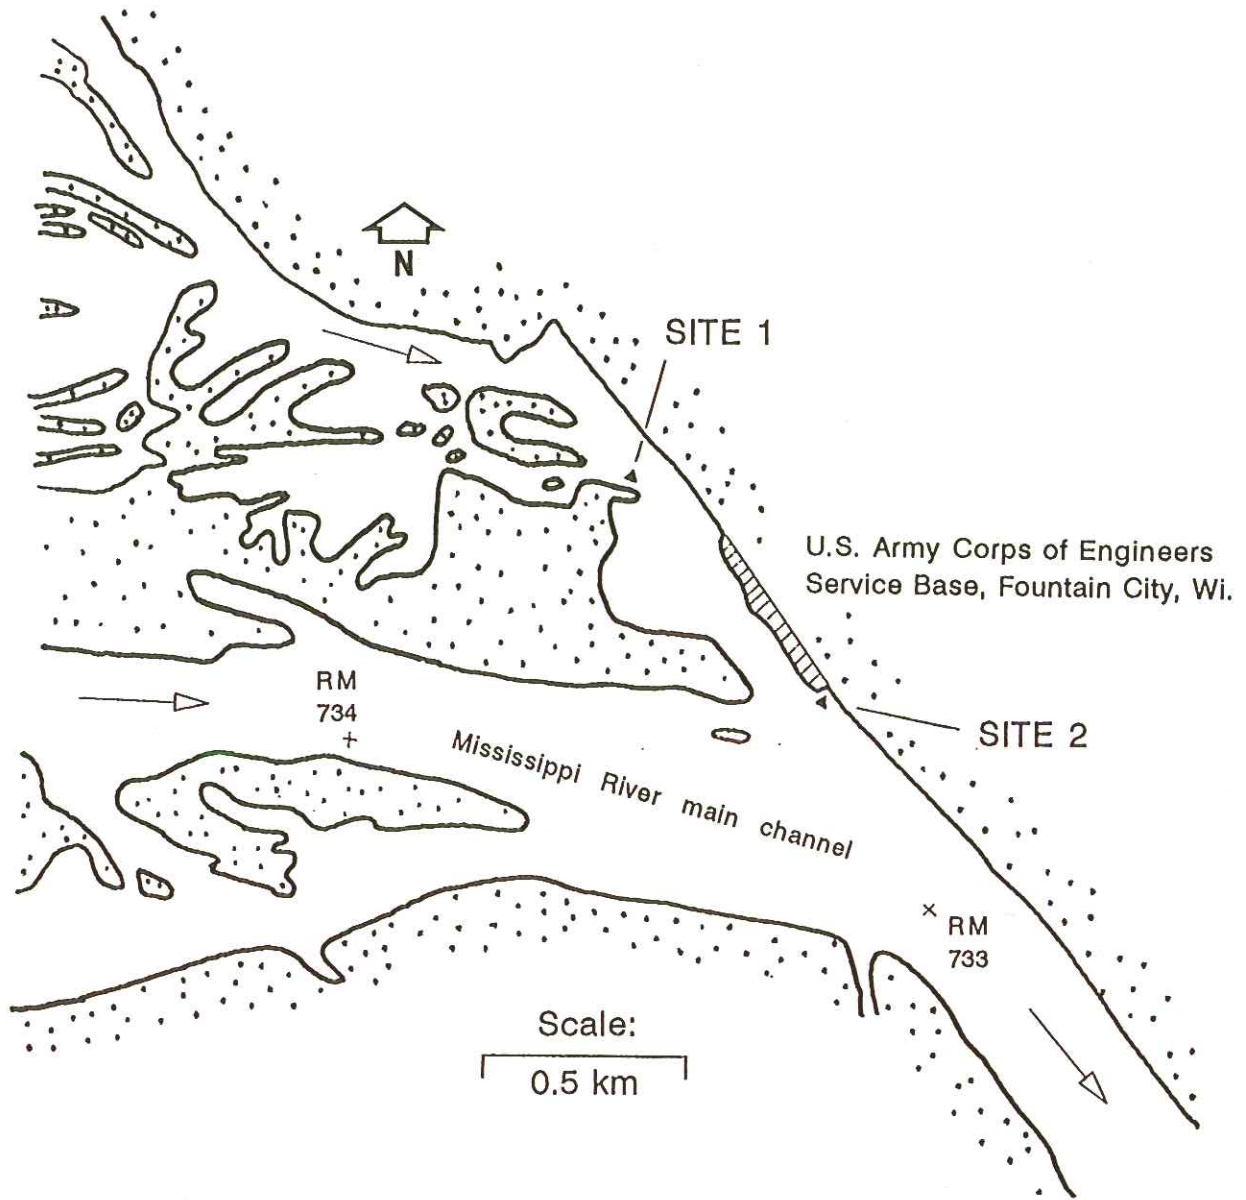 N
SITE 1
U.S. Army Corps of Engineers
Service Base, Fountain City, Wi.
RM
734
SITE 2
Mississippi River main channel
RM
733
Scale:
0.5 km